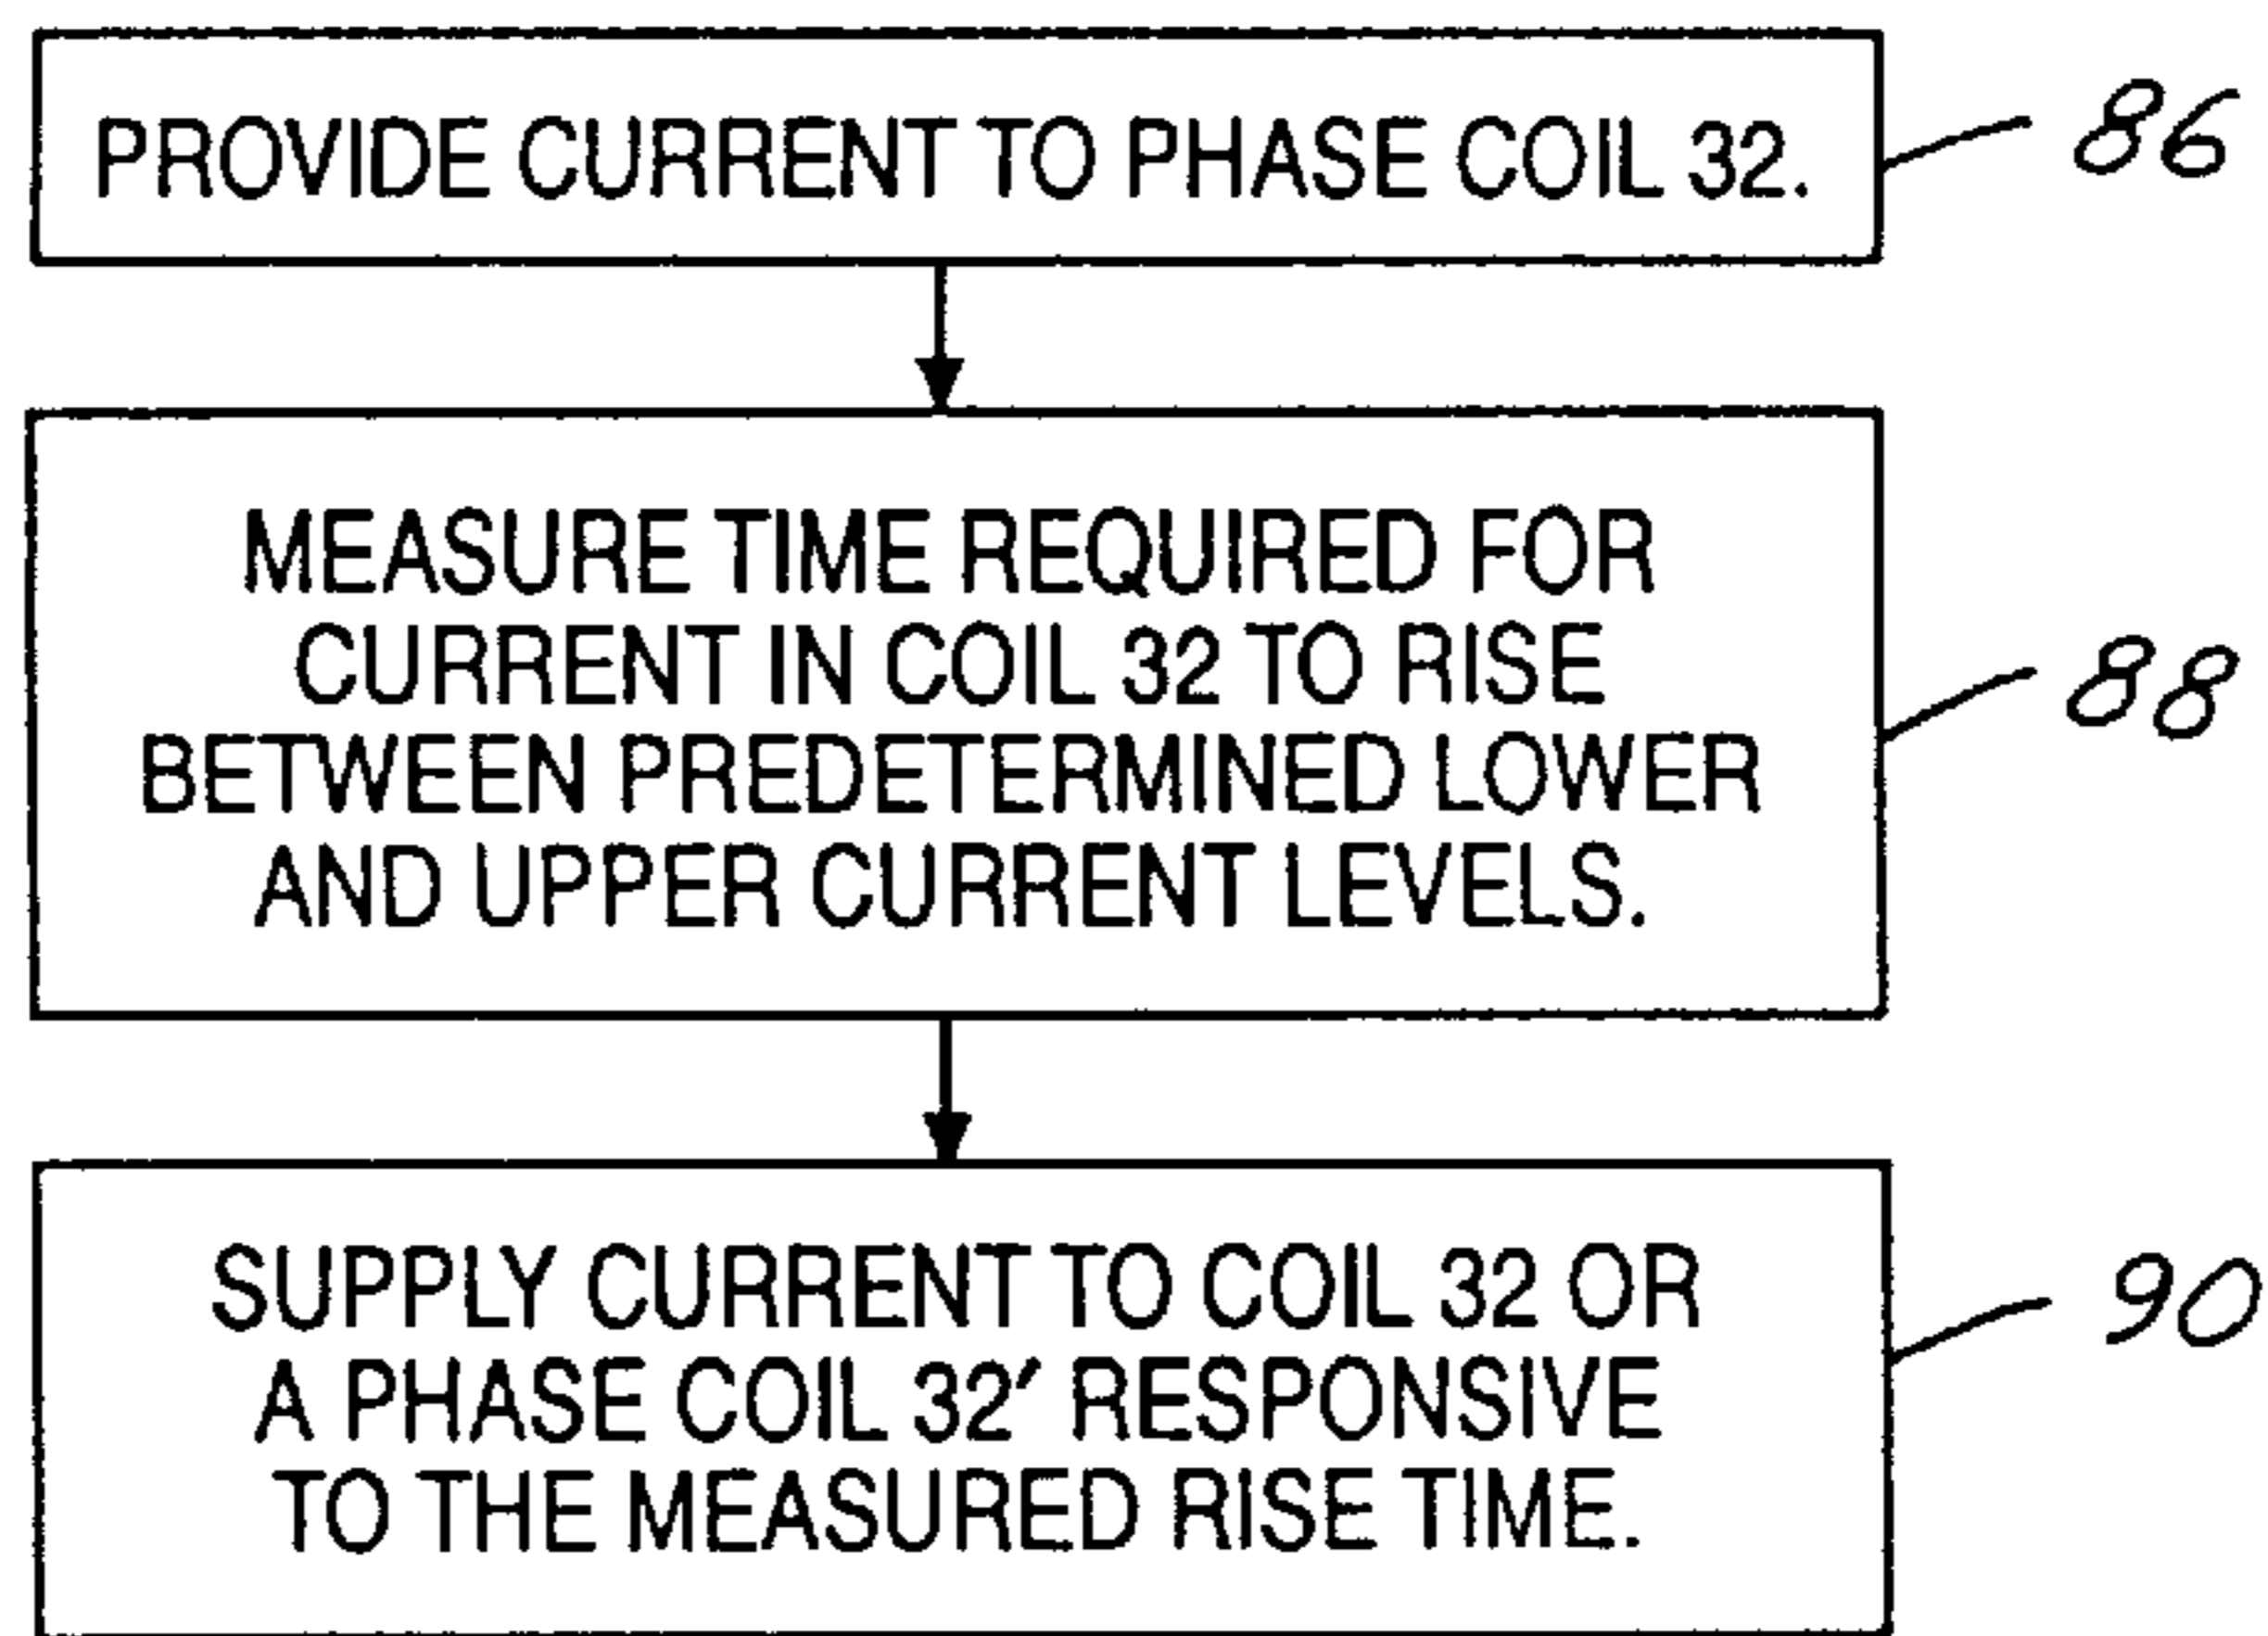 PROVIDE CURRENT TO PHASE COIL 32.
86
MEASURE TIME REQUIRED FOR
CURRENT IN COIL 32 TO RISE
BETWEEN PREDETERMINED LOWER
AND UPPER CURRENT LEVELS.
88
SUPPLY CURRENT TO COIL 32 OR
A PHASE COIL 32′ RESPONSIVE
TO THE MEASURED RISE TIME.
90